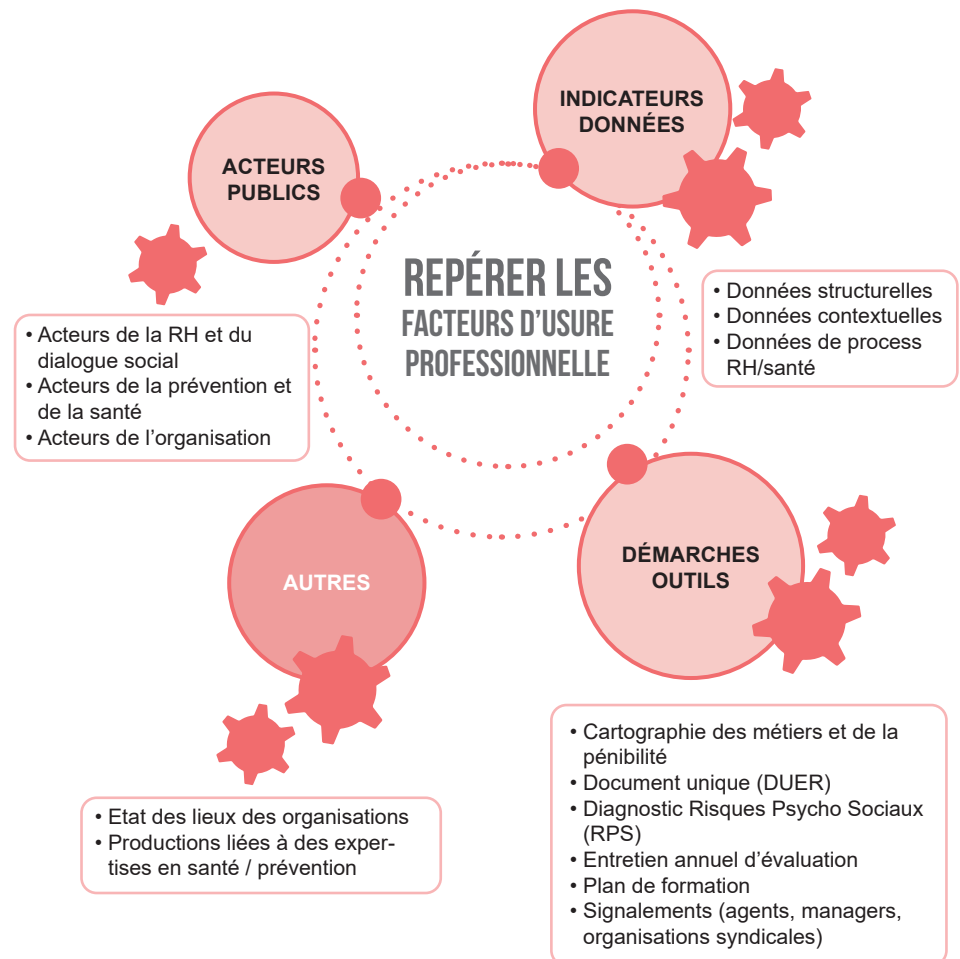 INDICATEURS
DONNÉES
ACTEURS
PUBLICS
REPÉRER LES
FACTEURS D'USURE
PROFESSIONNELLE
• Données structurelles
• Données contextuelles
• Données de process
RH/santé
• Acteurs de la RH et du
dialogue social
• Acteurs de la prévention et
de la santé
• Acteurs de l'organisation
AUTRES
DÉMARCHES
OUTILS
• Etat des lieux des organisations
• Productions liées à des exper-
tises en santé / prévention
• Cartographie des métiers et de la
pénibilité
• Document unique (DUER)
• Diagnostic Risques Psycho Sociaux
(RPS)
• Entretien annuel d'évaluation
• Plan de formation
• Signalements (agents, managers,
organisations syndicales)